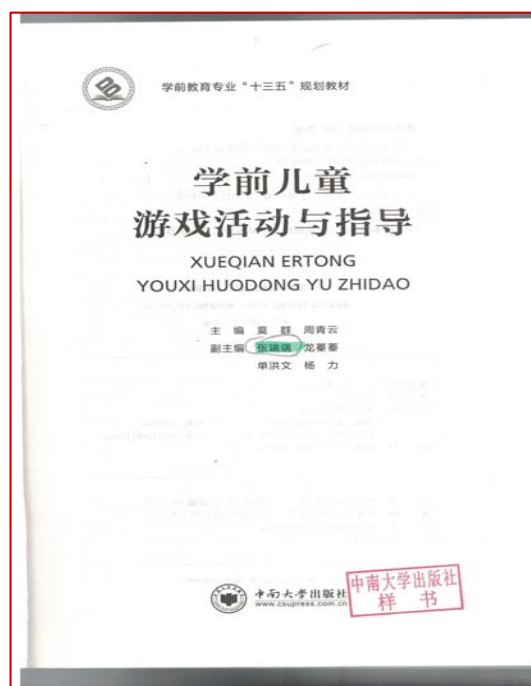 学前教育专业“十三五”规划教材
学前儿童
游戏活动与指导
XUEQIAN ERTONG
YOUXI HUODONG YU ZHIDAO
主 编 莫 群 周青云
副主编 张端端 龙蓁蓁
单洪文 杨 力
中南大学出版社
www.csupress.com.cn
中南大学出版社
样 书